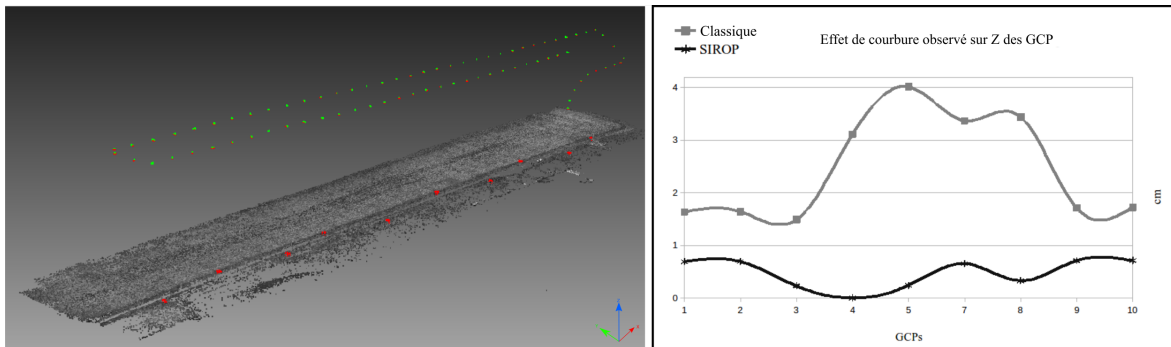 Classique
SIROP
Effet de courbure observé sur Z des GCP
4
3
2
1
0
cm
1 2 3 4 5 7 8 9 10
GCPs